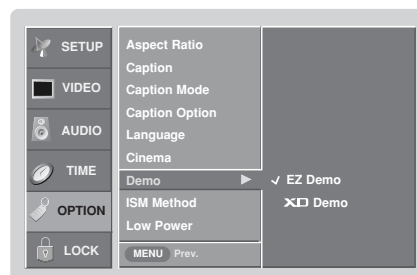 SETUP
VIDEO
AUDIO
TIME
OPTION
LOCK
Aspect Ratio
Caption
Caption Mode
Caption Option
Language
Cinema
Demo
ISM Method
Low Power
MENU Prev.
EZ Demo
XD Demo